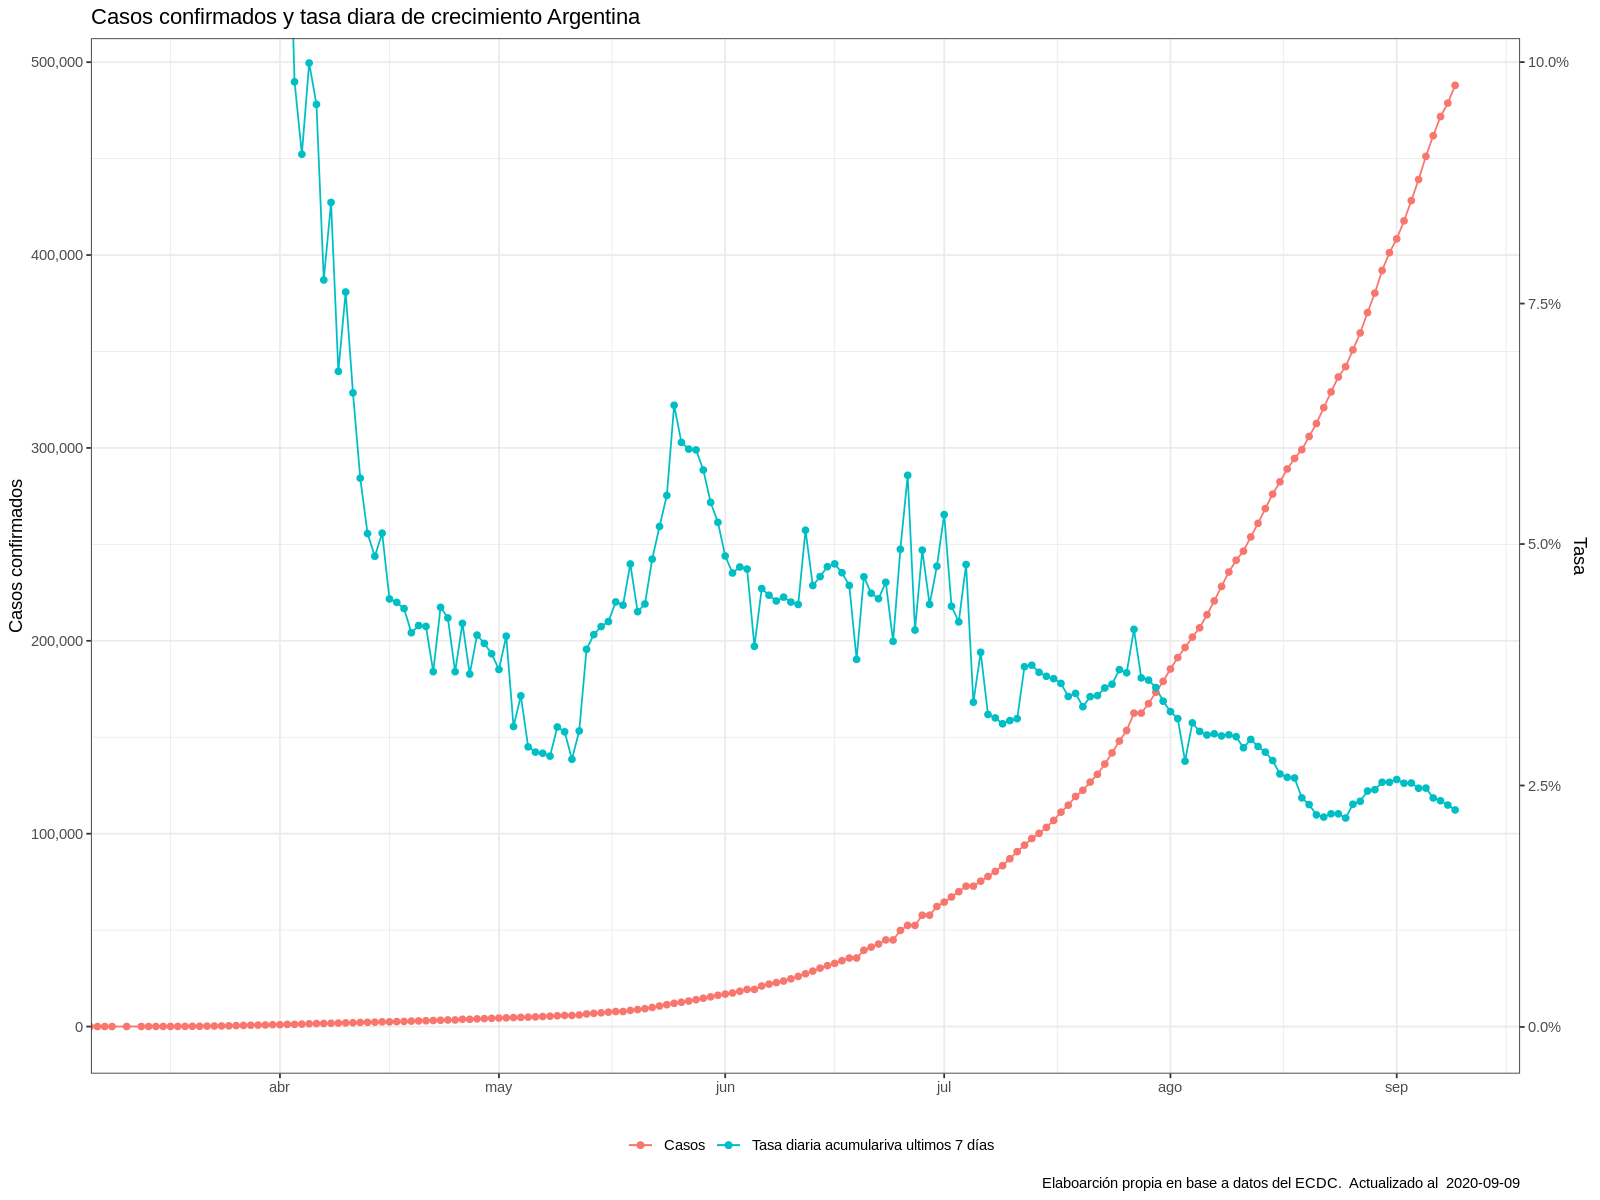 Casos confirmados y tasa diara de crecimiento Argentina
500,000
400,000
300,000
200,000
100,000
0
Casos confirmados
10.0%
7.5%
5.0%
2.5%
0.0%
Tasa
abr
may
jun
jul
ago
sep
Casos
Tasa diaria acumulariva ultimos 7 días
Elaboarción propia en base a datos del ECDC.  Actualizado al  2020-09-09